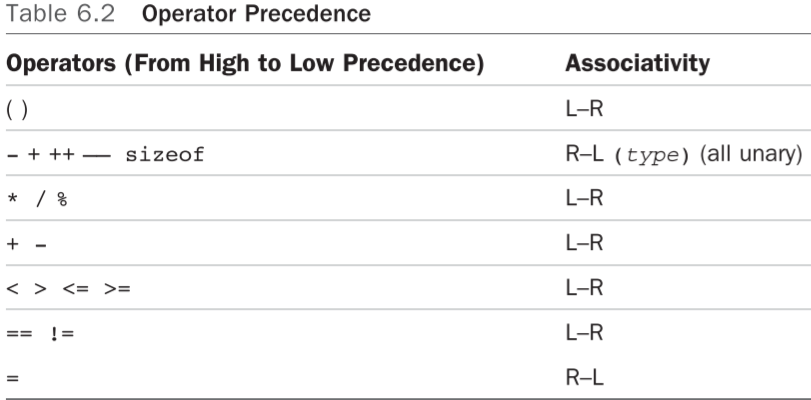 Table 6.2 Operator Precedence
Operators (From High to Low Precedence) Associativity
( ) L–R
– + ++ –– sizeof R–L (type) (all unary)
* / % L–R
+ – L–R
< > <= >= L–R
== != L–R
= R–L